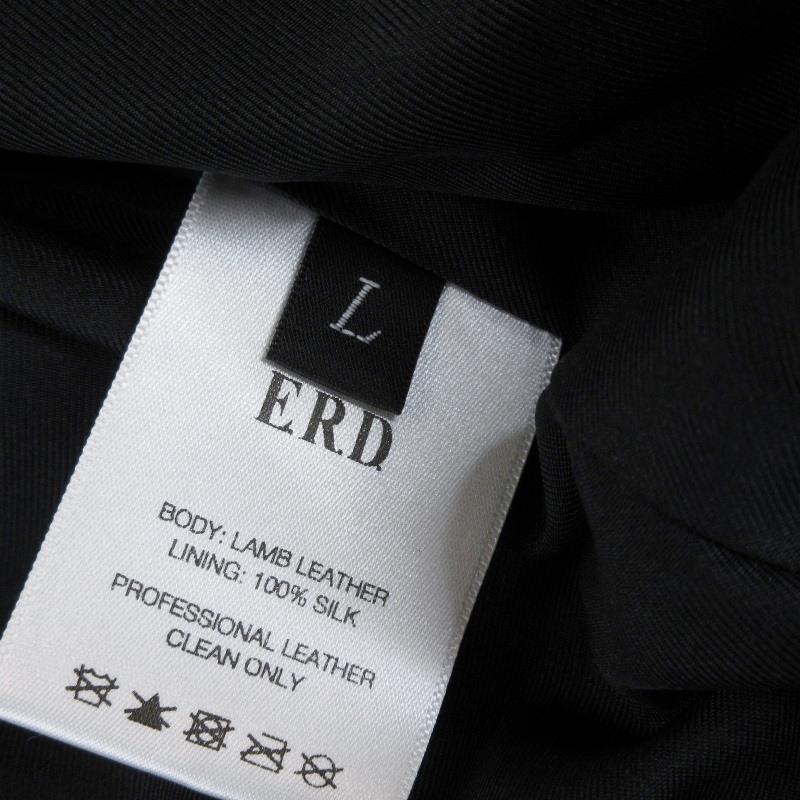 L
E.R.D.
BODY: LAMB LEATHER
LINING: 100% SILK
PROFESSIONAL LEATHER
CLEAN ONLY